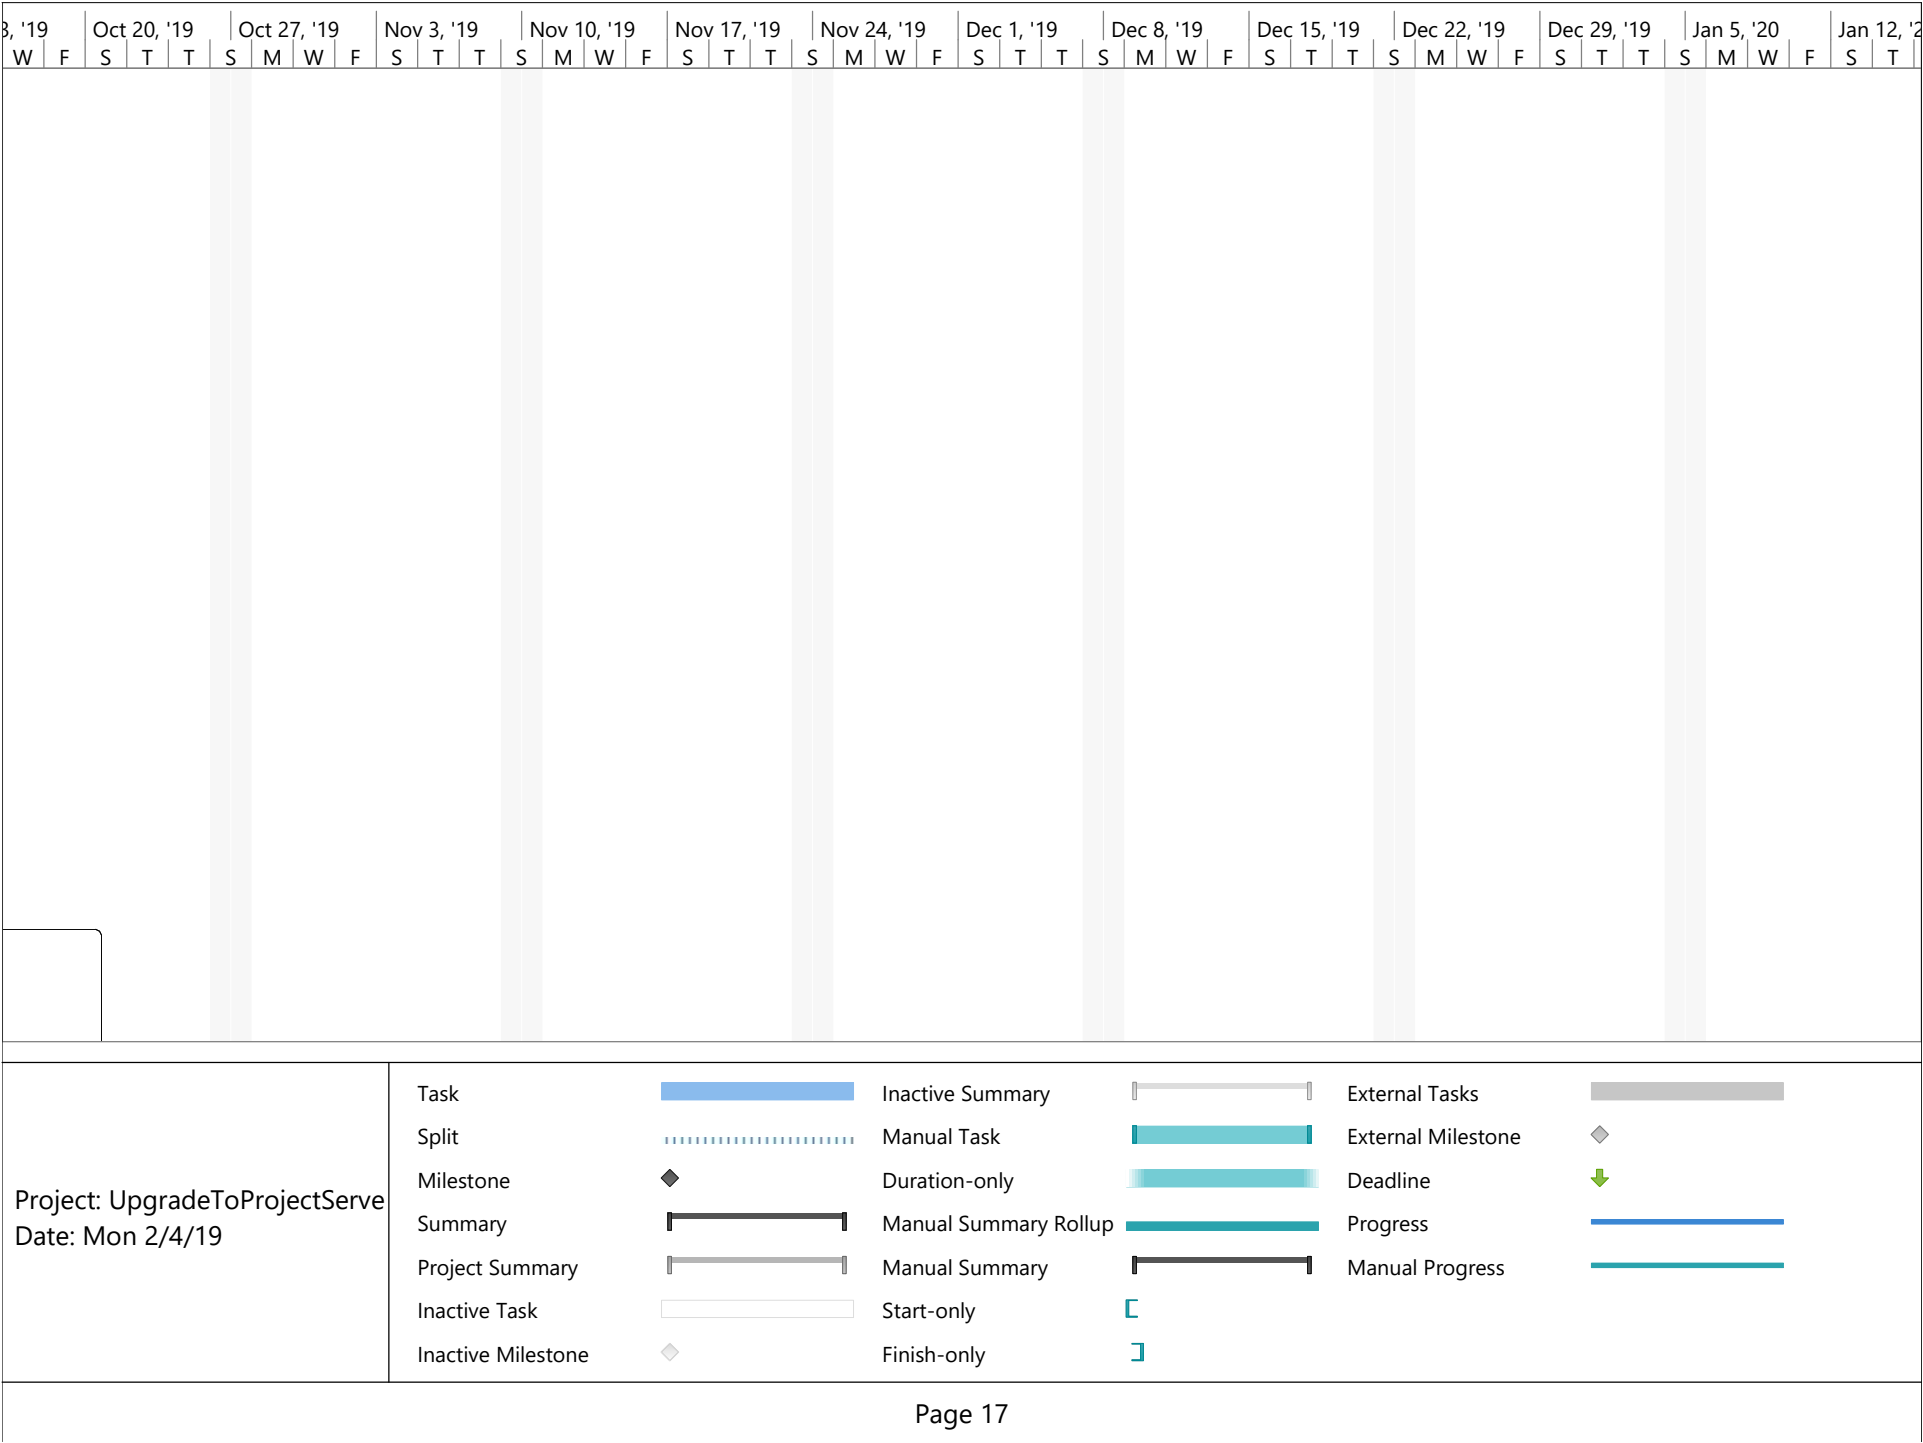 3, '19 Oct 20, '19 Oct 27, '19 Nov 3, '19 Nov 10, '19 Nov 17, '19 Nov 24, '19 Dec 1, '19 Dec 8, '19 Dec 15, '19 Dec 22, '19 Dec 29, '19 Jan 5, '20 Jan 12, '2
W F S T T S M W F S T T S M W F S T T S M W F S T T S M W F S T T S M W F S T T S M W F S T
Task Inactive Summary External Tasks
Split Manual Task External Milestone
Milestone Duration-only Deadline
Project: UpgradeToProjectServe
Summary Manual Summary Rollup Progress
Date: Mon 2/4/19
Project Summary Manual Summary Manual Progress
Inactive Task Start-only
Inactive Milestone Finish-only
Page 17